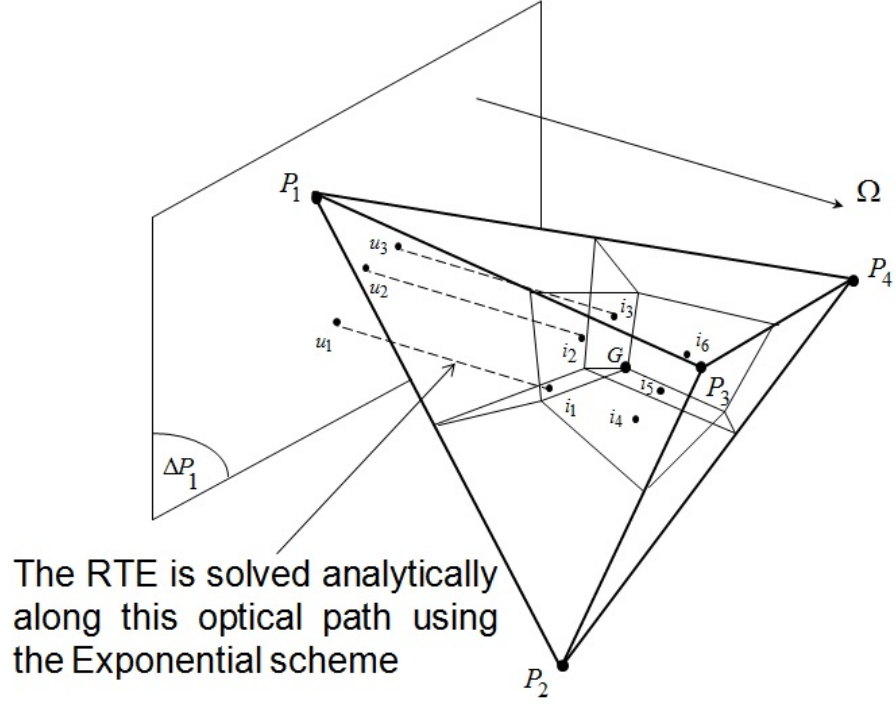 Ω
P1
P4
u3
u2
u1
i3
i2
G
i6
P3
i5
i1
i4
ΔP1
The RTE is solved analytically
along this optical path using
the Exponential scheme
P2